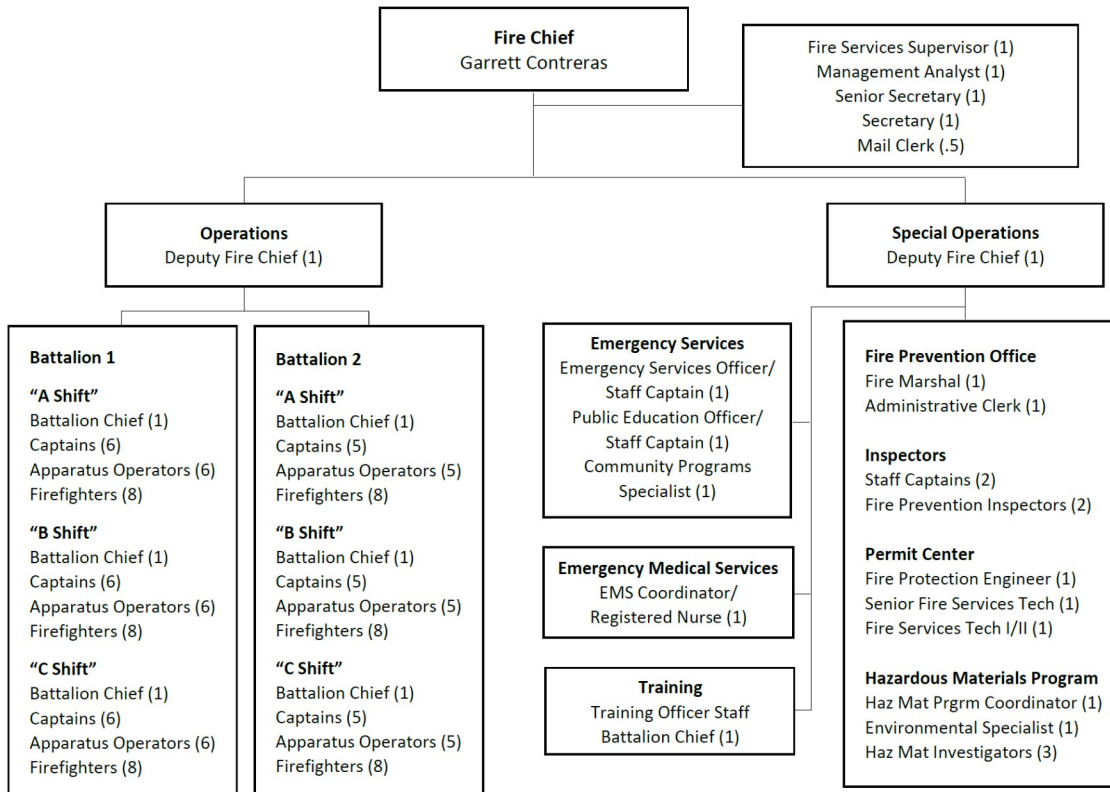 Fire Chief
Garrett Contreras
Fire Services Supervisor (1)
Management Analyst (1)
Senior Secretary (1)
Secretary (1)
Mail Clerk (.5)
Operations
Deputy Fire Chief (1)
Special Operations
Deputy Fire Chief (1)
Battalion 1
“A Shift”
Battalion Chief (1)
Captains (6)
Apparatus Operators (6)
Firefighters (8)
“B Shift”
Battalion Chief (1)
Captains (6)
Apparatus Operators (6)
Firefighters (8)
“C Shift”
Battalion Chief (1)
Captains (6)
Apparatus Operators (6)
Firefighters (8)
Battalion 2
“A Shift”
Battalion Chief (1)
Captains (5)
Apparatus Operators (5)
Firefighters (8)
“B Shift”
Battalion Chief (1)
Captains (5)
Apparatus Operators (5)
Firefighters (8)
“C Shift”
Battalion Chief (1)
Captains (5)
Apparatus Operators (5)
Firefighters (8)
Emergency Services
Emergency Services Officer/
Staff Captain (1)
Public Education Officer/
Staff Captain (1)
Community Programs
Specialist (1)
Emergency Medical Services
EMS Coordinator/
Registered Nurse (1)
Training
Training Officer Staff
Battalion Chief (1)
Fire Prevention Office
Fire Marshal (1)
Administrative Clerk (1)
Inspectors
Staff Captains (2)
Fire Prevention Inspectors (2)
Permit Center
Fire Protection Engineer (1)
Senior Fire Services Tech (1)
Fire Services Tech I/II (1)
Hazardous Materials Program
Haz Mat Prgrm Coordinator (1)
Environmental Specialist (1)
Haz Mat Investigators (3)